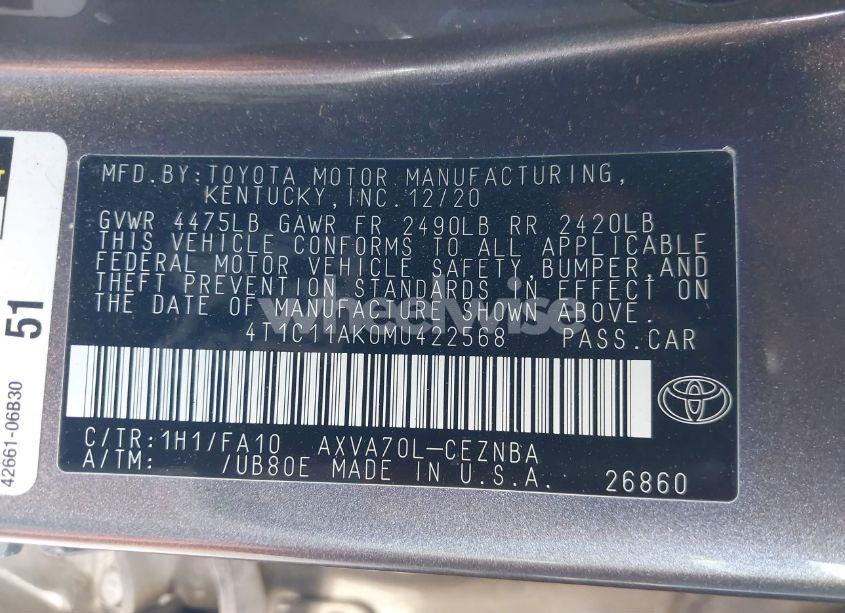 MFD. BY: TOYOTA MOTOR MANUFACTURING,
KENTUCKY, INC. 12/20
GVWR 4475LB GAWR FR 2490LB RR 2420LB
THIS VEHICLE CONFORMS TO ALL APPLICABLE
FEDERAL MOTOR VEHICLE SAFETY, BUMPER, AND
THEFT PREVENTION STANDARDS IN EFFECT ON
THE DATE OF MANUFACTURE SHOWN ABOVE.
wheelwise
4T1C11AK0MU422568 PASS. CAR
C/TR: 1H1/FA10 AXVA70L-CEZNBA
A/TM: /UB80E MADE IN U.S.A. 26860
51
42661-06B30